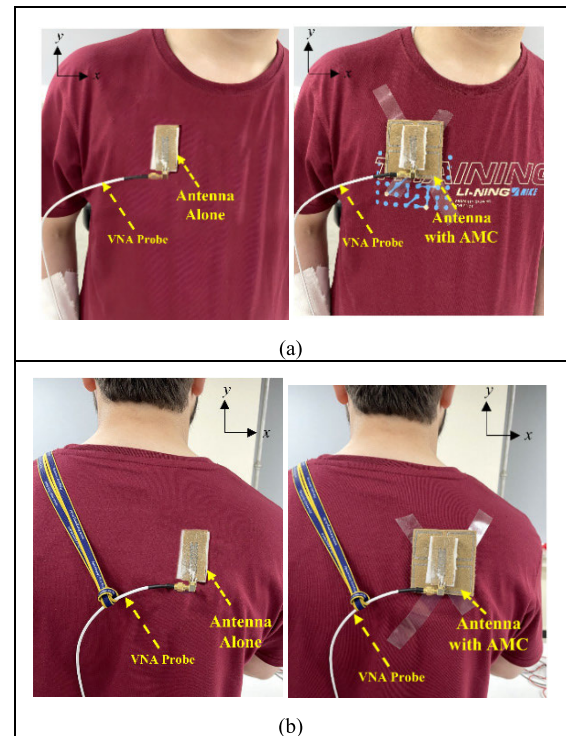 y
x
Antenna
Alone
VNA Probe
y
x
AINING
LI-NING
Antenna
with AMC
VNA Probe
(a)
y
x
Antenna
Alone
VNA Probe
y
x
Antenna
with AMC
VNA Probe
(b)